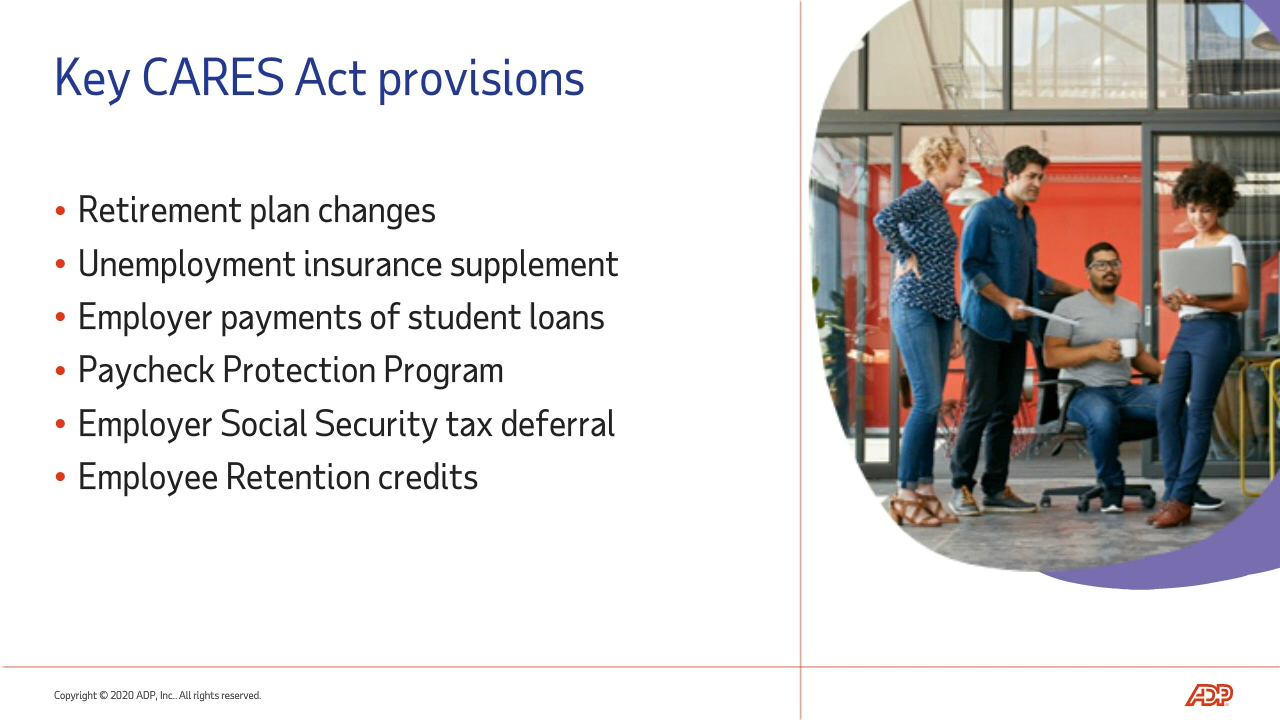 Key CARES Act provisions
• Retirement plan changes
• Unemployment insurance supplement
• Employer payments of student loans
• Paycheck Protection Program
• Employer Social Security tax deferral
• Employee Retention credits
Copyright © 2020 ADP, Inc.. All rights reserved.
ADP